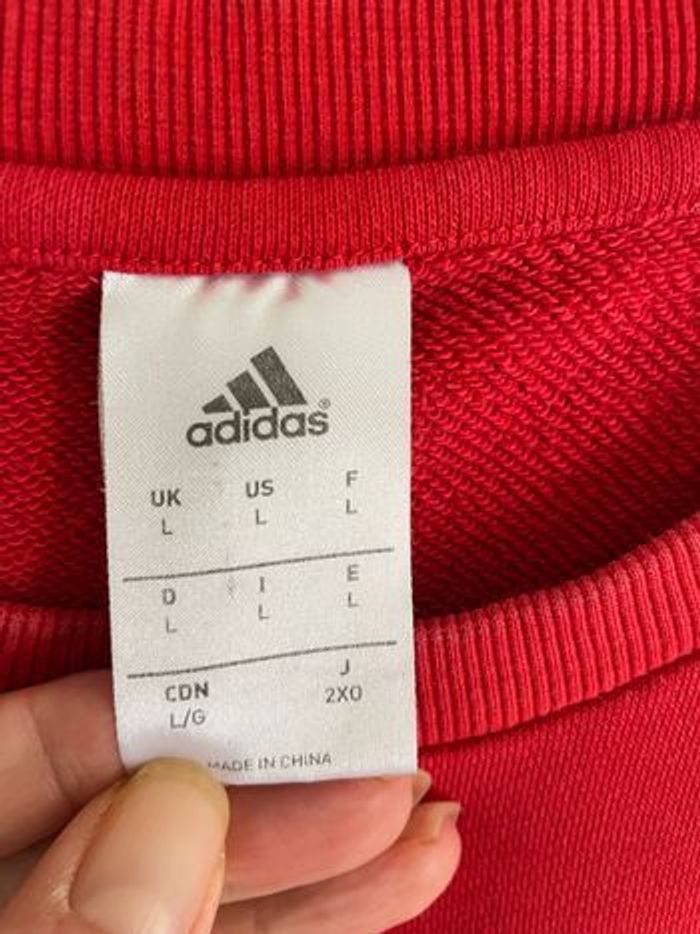 adidas®
UK US F
L L L
D I E
L L L
CDN J
L/G 2XO
MADE IN CHINA